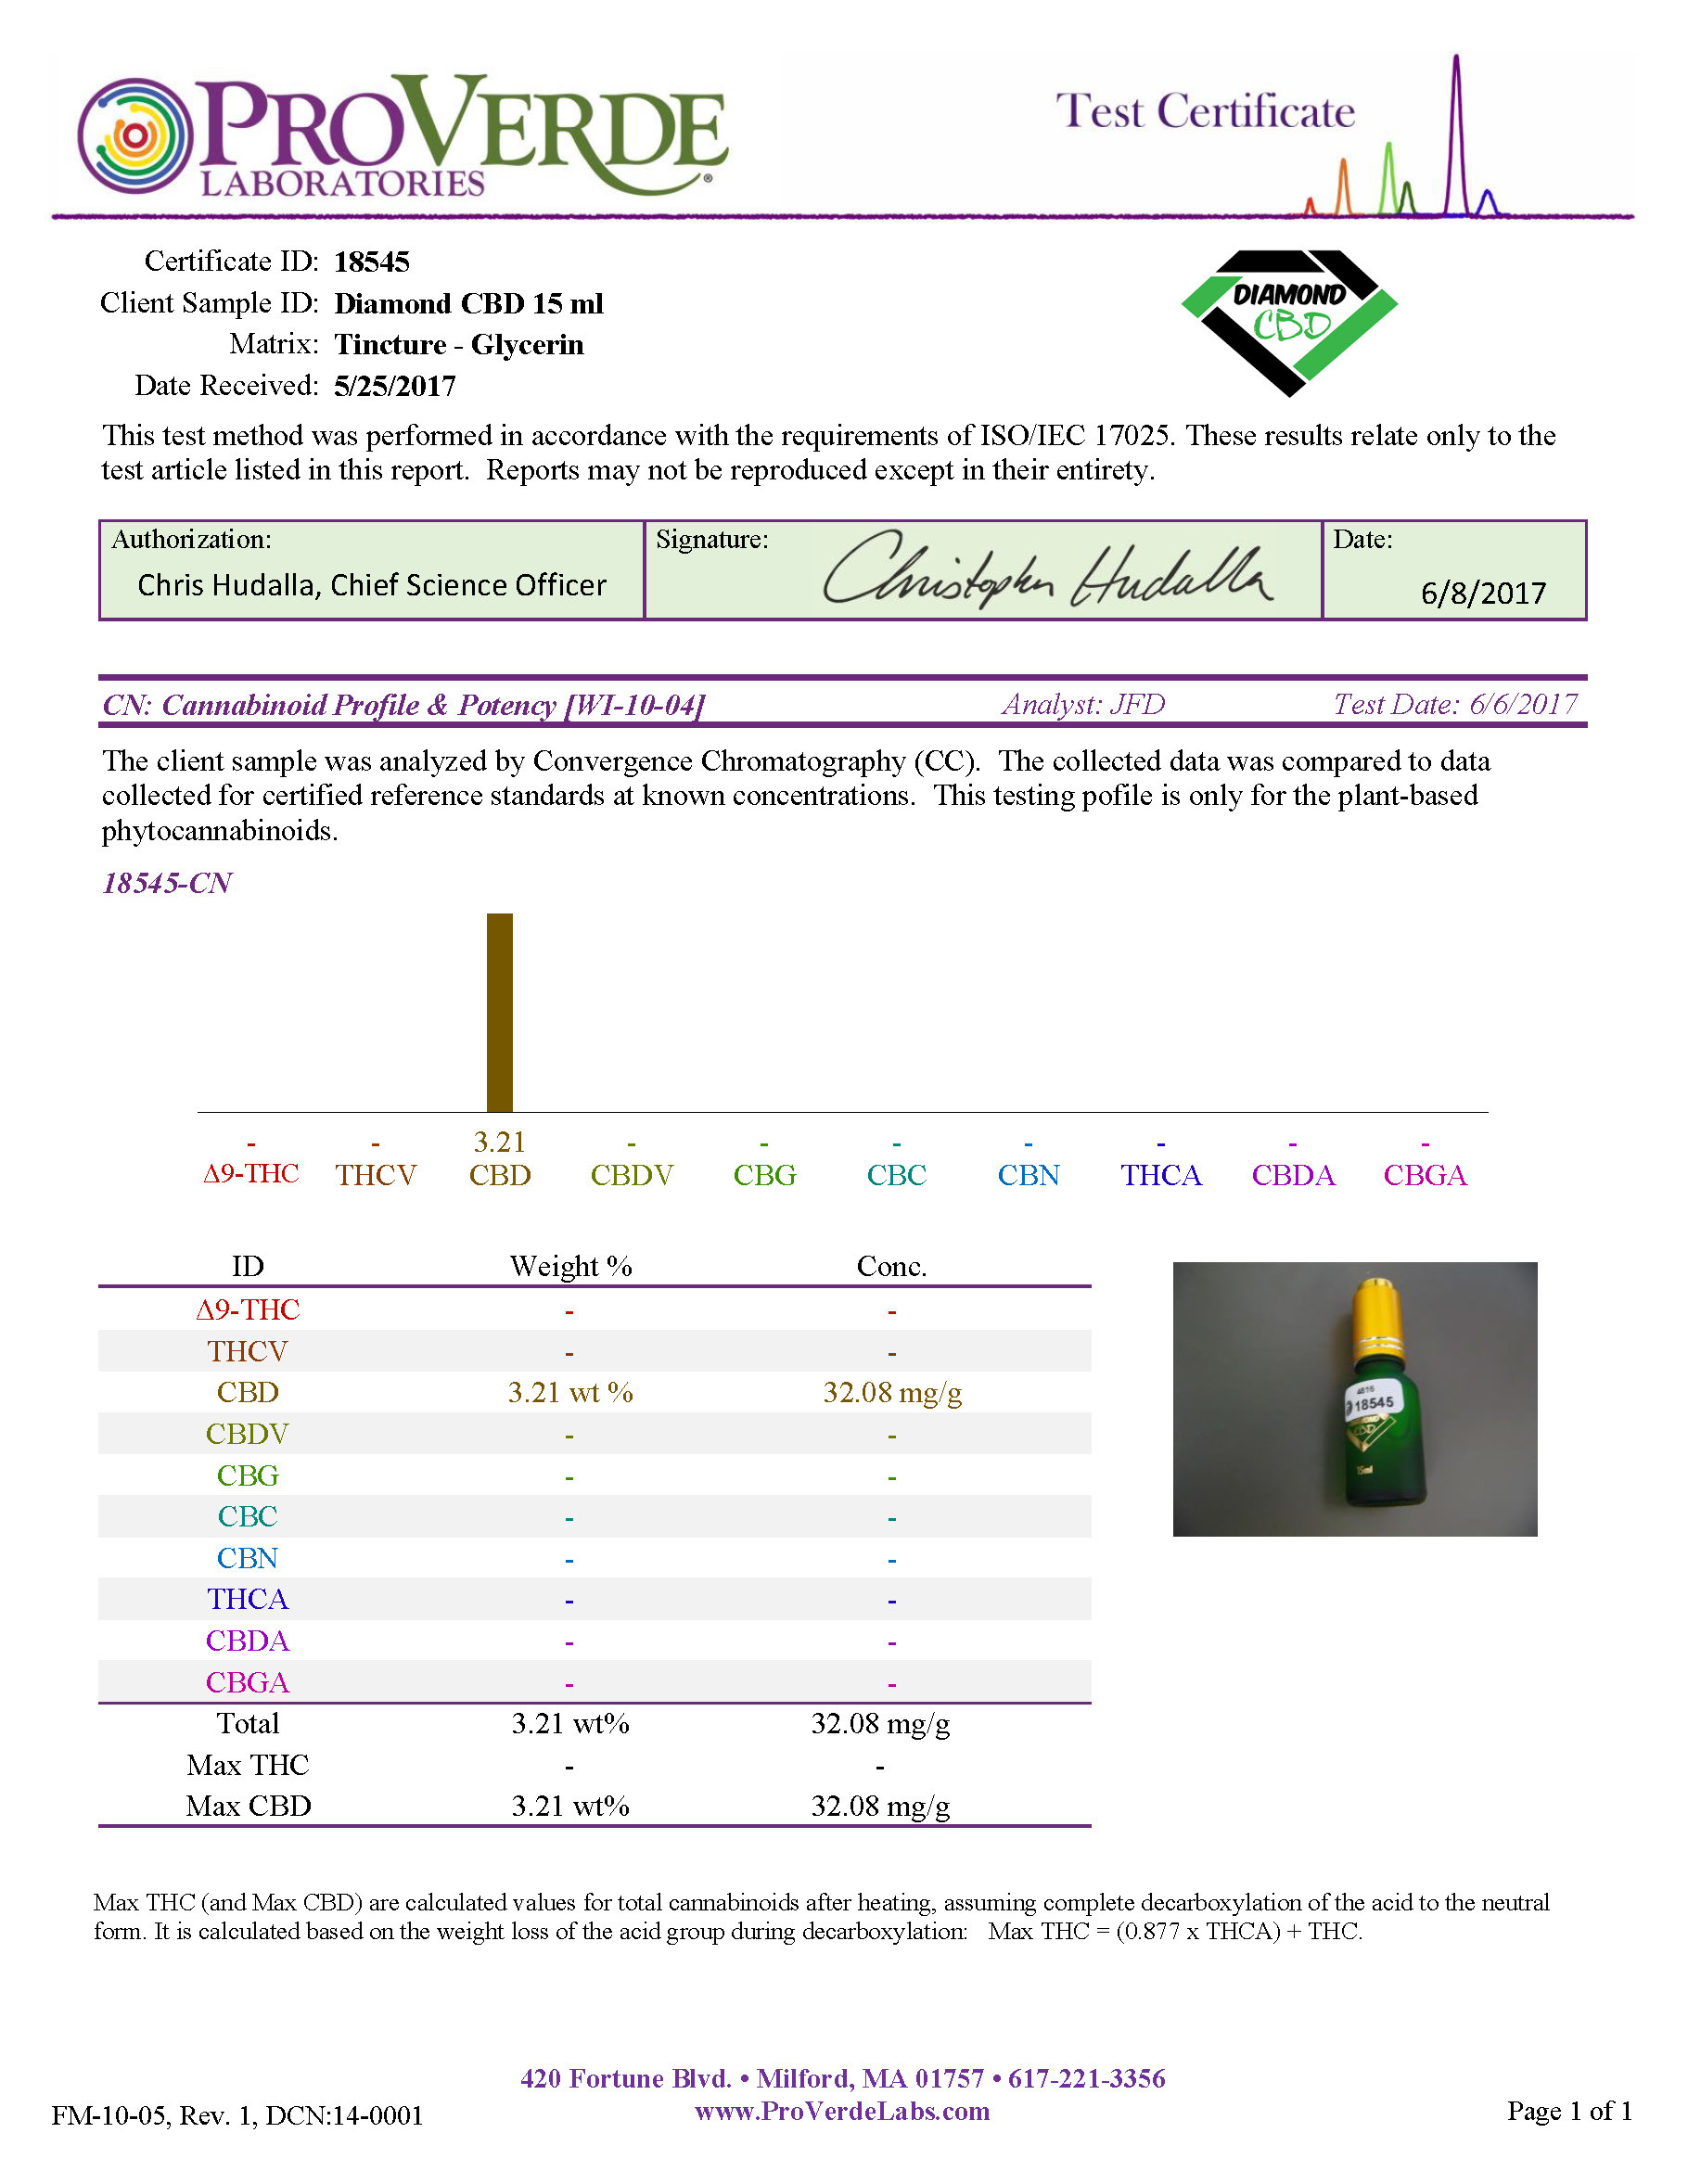 PROVERDE
LABORATORIES ®
Test Certificate
Certificate ID: 18545
Client Sample ID: Diamond CBD 15 ml
Matrix: Tincture - Glycerin
Date Received: 5/25/2017
DIAMOND
CBD
This test method was performed in accordance with the requirements of ISO/IEC 17025. These results relate only to the
test article listed in this report. Reports may not be reproduced except in their entirety.
Authorization: Signature: Date:
Chris Hudalla, Chief Science Officer Christopher Hudalla 6/8/2017
CN: Cannabinoid Profile & Potency [WI-10-04] Analyst: JFD Test Date: 6/6/2017
The client sample was analyzed by Convergence Chromatography (CC). The collected data was compared to data
collected for certified reference standards at known concentrations. This testing pofile is only for the plant-based
phytocannabinoids.
18545-CN
- - 3.21 - - - - - - -
Δ9-THC THCV CBD CBDV CBG CBC CBN THCA CBDA CBGA
ID Weight % Conc.
Δ9-THC - -
THCV - -
CBD 3.21 wt % 32.08 mg/g
CBDV - -
CBG - -
CBC - -
CBN - -
THCA - -
CBDA - -
CBGA - -
Total 3.21 wt% 32.08 mg/g
Max THC - -
Max CBD 3.21 wt% 32.08 mg/g
4816
18545
CBD
15ml
Max THC (and Max CBD) are calculated values for total cannabinoids after heating, assuming complete decarboxylation of the acid to the neutral
form. It is calculated based on the weight loss of the acid group during decarboxylation: Max THC = (0.877 x THCA) + THC.
420 Fortune Blvd. • Milford, MA 01757 • 617-221-3356
www.ProVerdeLabs.com
FM-10-05, Rev. 1, DCN:14-0001
Page 1 of 1